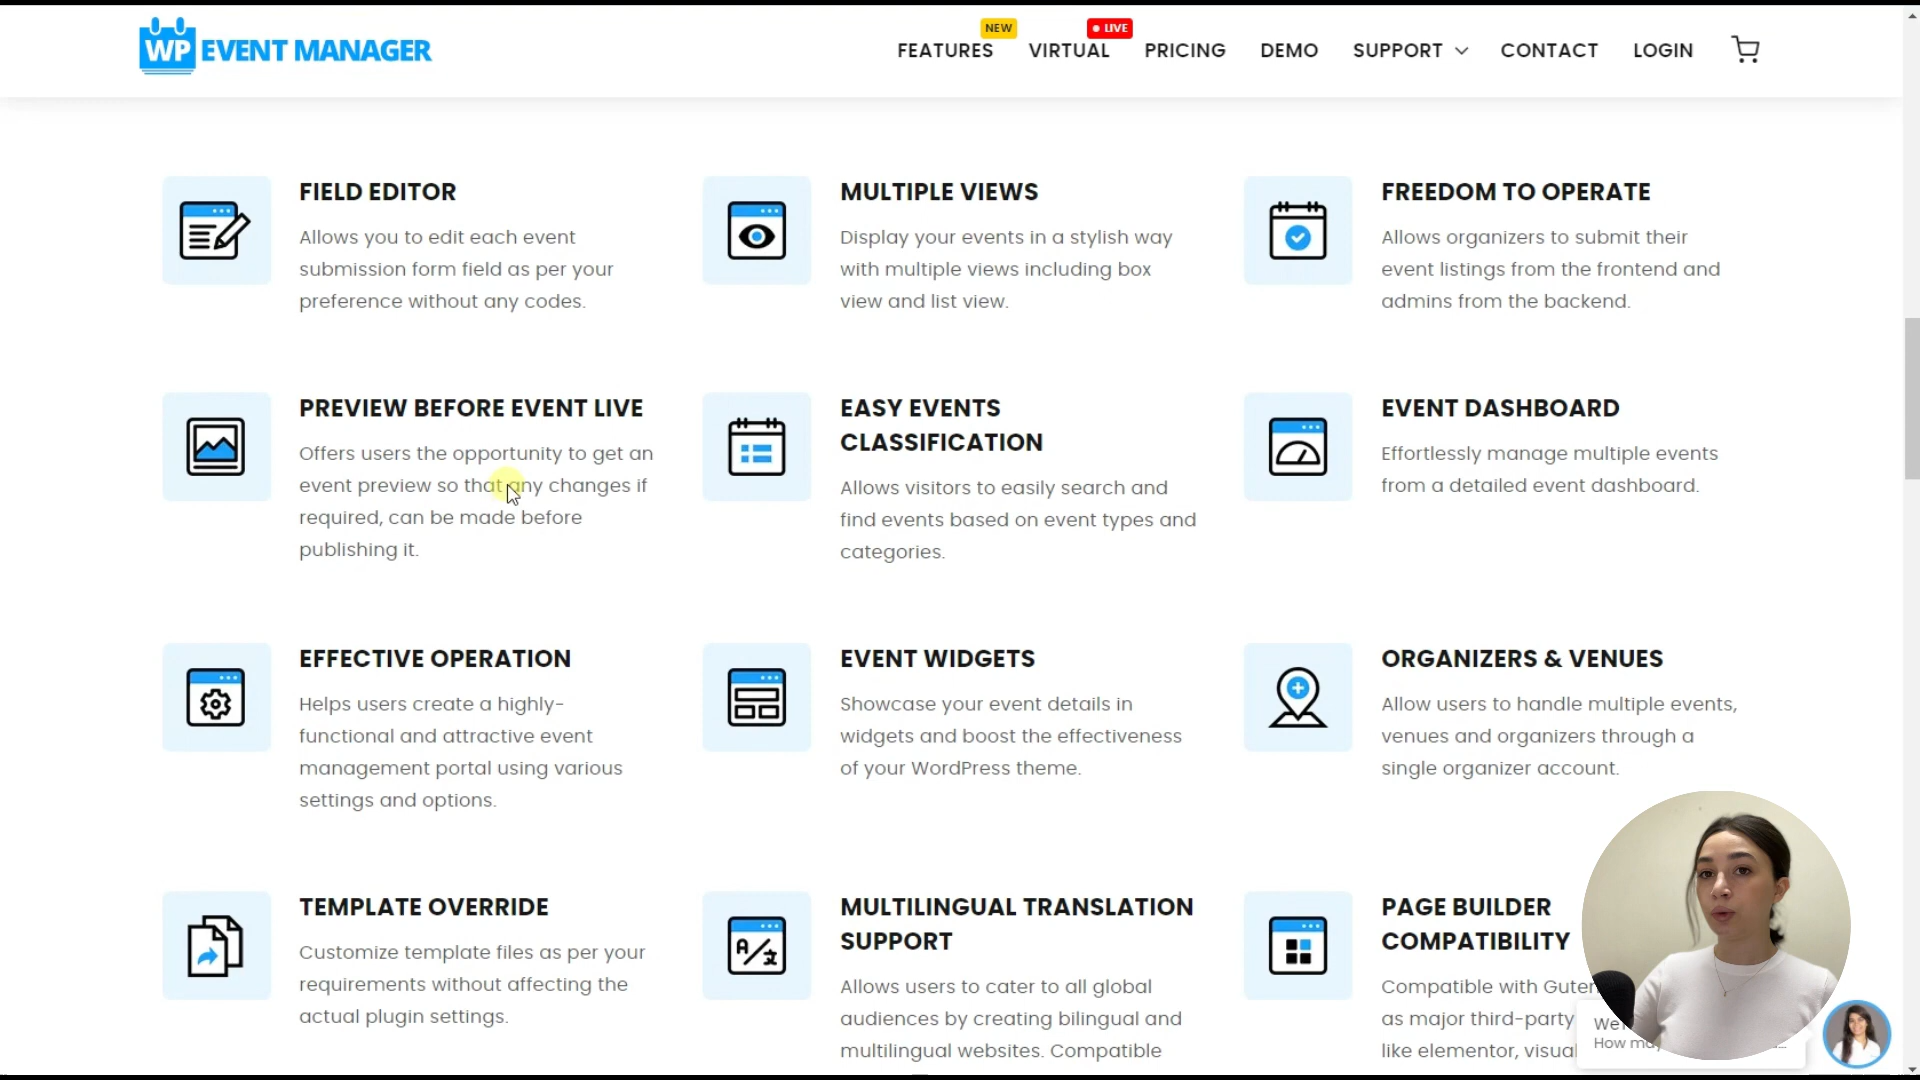 WP EVENT MANAGER
NEW
LIVE
FEATURES VIRTUAL PRICING DEMO SUPPORT CONTACT LOGIN
FIELD EDITOR
Allows you to edit each event
submission form field as per your
preference without any codes.
MULTIPLE VIEWS
Display your events in a stylish way
with multiple views including box
view and list view.
FREEDOM TO OPERATE
Allows organizers to submit their
event listings from the frontend and
admins from the backend.
PREVIEW BEFORE EVENT LIVE
Offers users the opportunity to get an
event preview so that any changes if
required, can be made before
publishing it.
EASY EVENTS
CLASSIFICATION
Allows visitors to easily search and
find events based on event types and
categories.
EVENT DASHBOARD
Effortlessly manage multiple events
from a detailed event dashboard.
EFFECTIVE OPERATION
Helps users create a highly-
functional and attractive event
management portal using various
settings and options.
EVENT WIDGETS
Showcase your event details in
widgets and boost the effectiveness
of your WordPress theme.
ORGANIZERS & VENUES
Allow users to handle multiple events,
venues and organizers through a
single organizer account.
TEMPLATE OVERRIDE
Customize template files as per your
requirements without affecting the
actual plugin settings.
MULTILINGUAL TRANSLATION
SUPPORT
Allows users to cater to all global
audiences by creating bilingual and
multilingual websites. Compatible
PAGE BUILDER
COMPATIBILITY
Compatible with
as major third-party
like elementor,
How